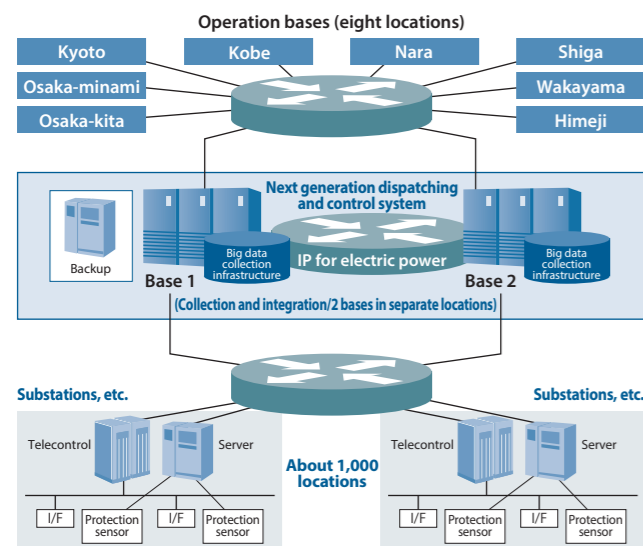 Operation bases (eight locations)
Kyoto
Kobe
Nara
Shiga
Osaka-minami
Wakayama
Osaka-kita
Himeji
Next generation dispatching
and control system
Backup
Big data
collection
infrastructure
IP for electric power
Big data
collection
infrastructure
Base 1
Base 2
(Collection and integration/2 bases in separate locations)
Substations, etc.
Substations, etc.
Telecontrol
Server
About 1,000
locations
Telecontrol
Server
I/F
Protection
sensor
I/F
Protection
sensor
I/F
Protection
sensor
I/F
Protection
sensor